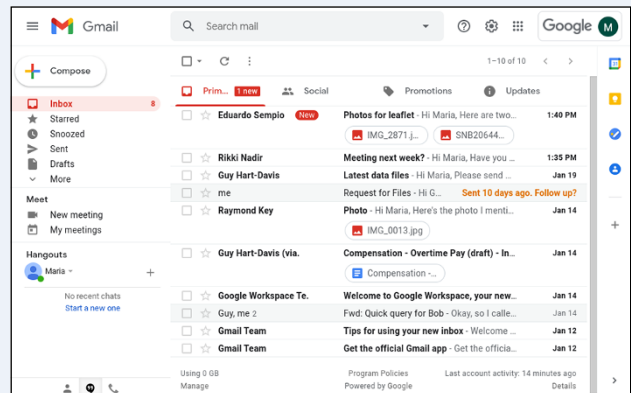 Gmail
Search mail
Google M
Compose
1–10 of 10
Prim... 1 new Social Promotions Updates
Inbox 8
Starred
Snoozed
Sent
Drafts
More
Meet
New meeting
My meetings
Hangouts
Maria
No recent chats
Start a new one
Eduardo Sempio New Photos for leaflet - Hi Maria, Here are two... 1:40 PM
IMG_2871.j... SNB20644...
Rikki Nadir Meeting next week? - Hi Maria, Have you ... 1:35 PM
Guy Hart-Davis Latest data files - Hi Maria, Please send ... Jan 19
me Request for Files - Hi G... Sent 10 days ago. Follow up?
Raymond Key Photo - Hi Maria, Here's the photo I menti... Jan 14
IMG_0013.jpg
Guy Hart-Davis (via. Compensation - Overtime Pay (draft) - In... Jan 14
Compensation -...
Google Workspace Te. Welcome to Google Workspace, your new... Jan 14
Guy, me 2 Fwd: Quick query for Bob - Okay, so I calle... Jan 14
Gmail Team Tips for using your new inbox - Welcome ... Jan 12
Gmail Team Get the official Gmail app - Get the officia... Jan 12
Using 0 GB Program Policies Last account activity: 14 minutes ago
Manage Powered by Google Details